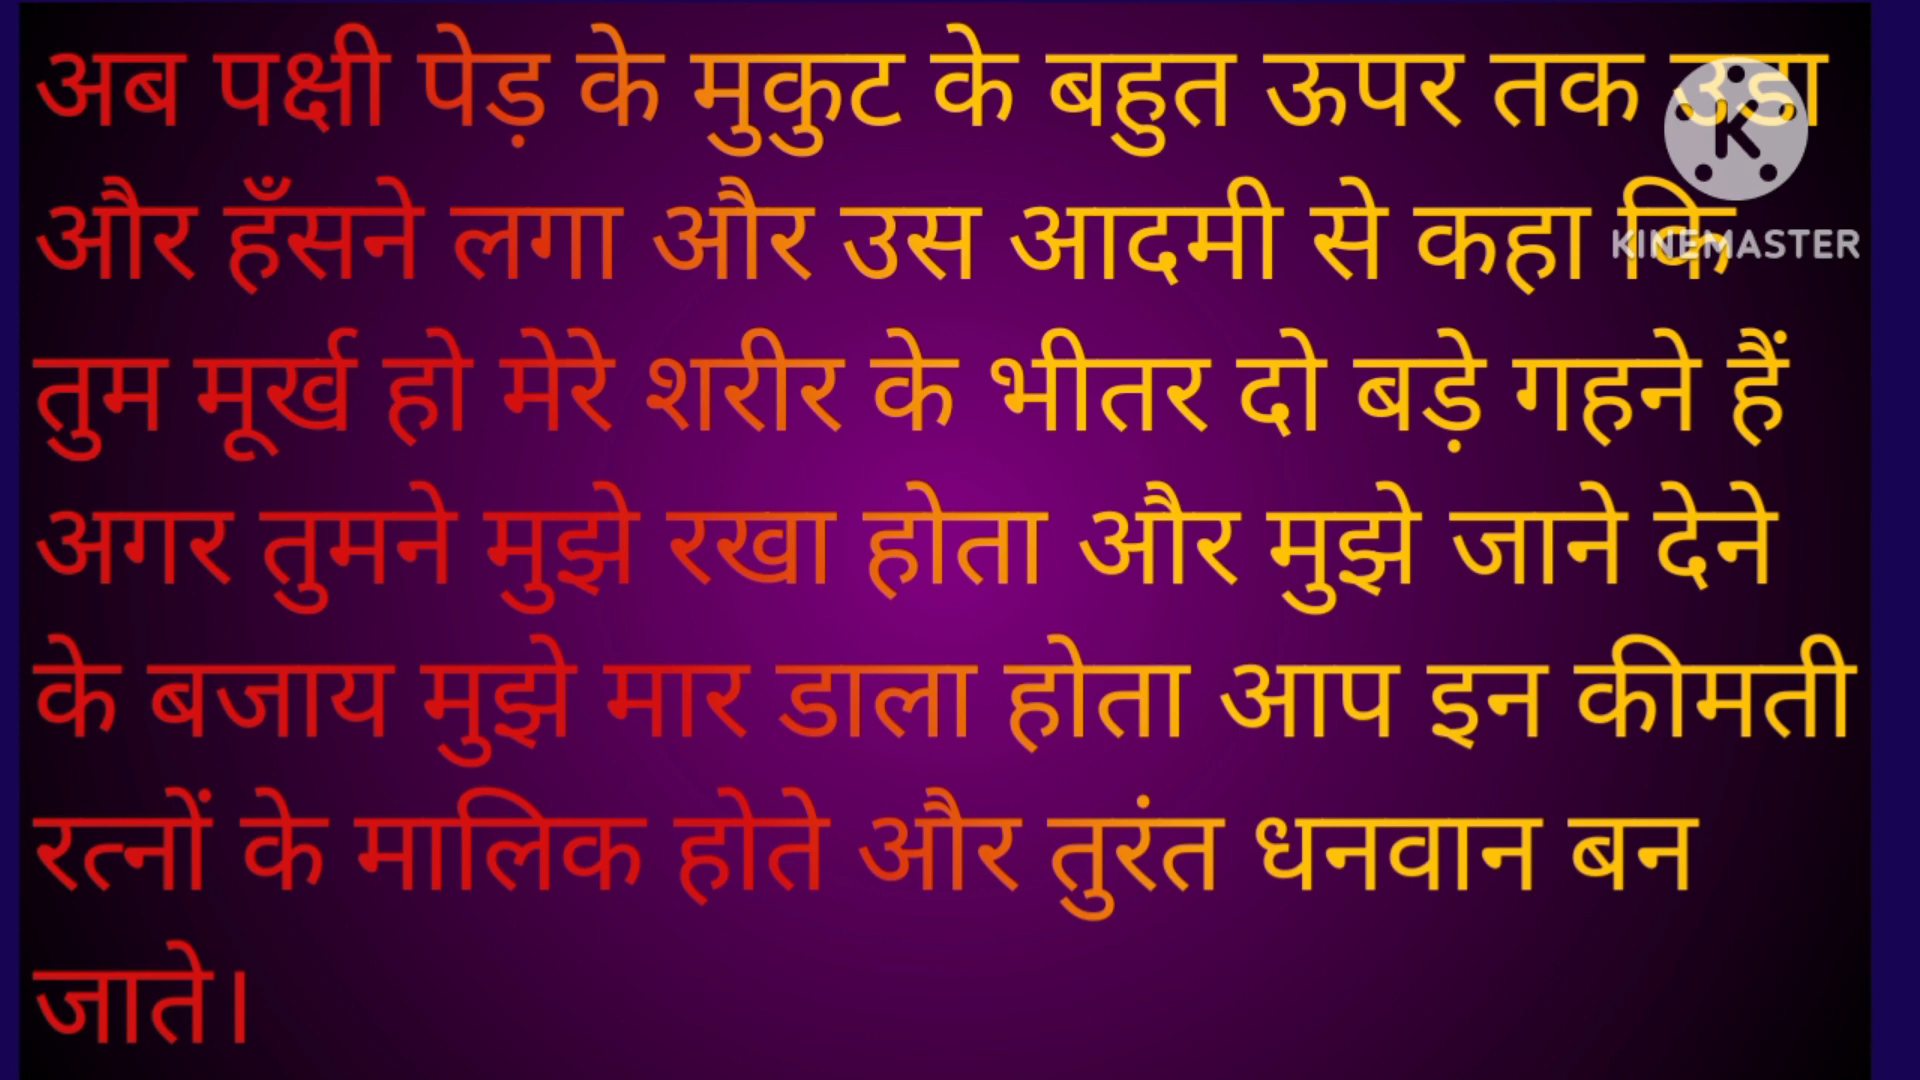 अब पक्षी पेड़ के मुकुट के बहुत ऊपर तक उडा
और हँसने लगा और उस आदमी से कहा कि
KINEMASTER
तुम मूर्ख हो मेरे शरीर के भीतर दो बड़े गहने हैं
अगर तुमने मुझे रखा होता और मुझे जाने देने
के बजाय मुझे मार डाला होता आप इन कीमती
रत्नों के मालिक होते और तुरंत धनवान बन
जाते।